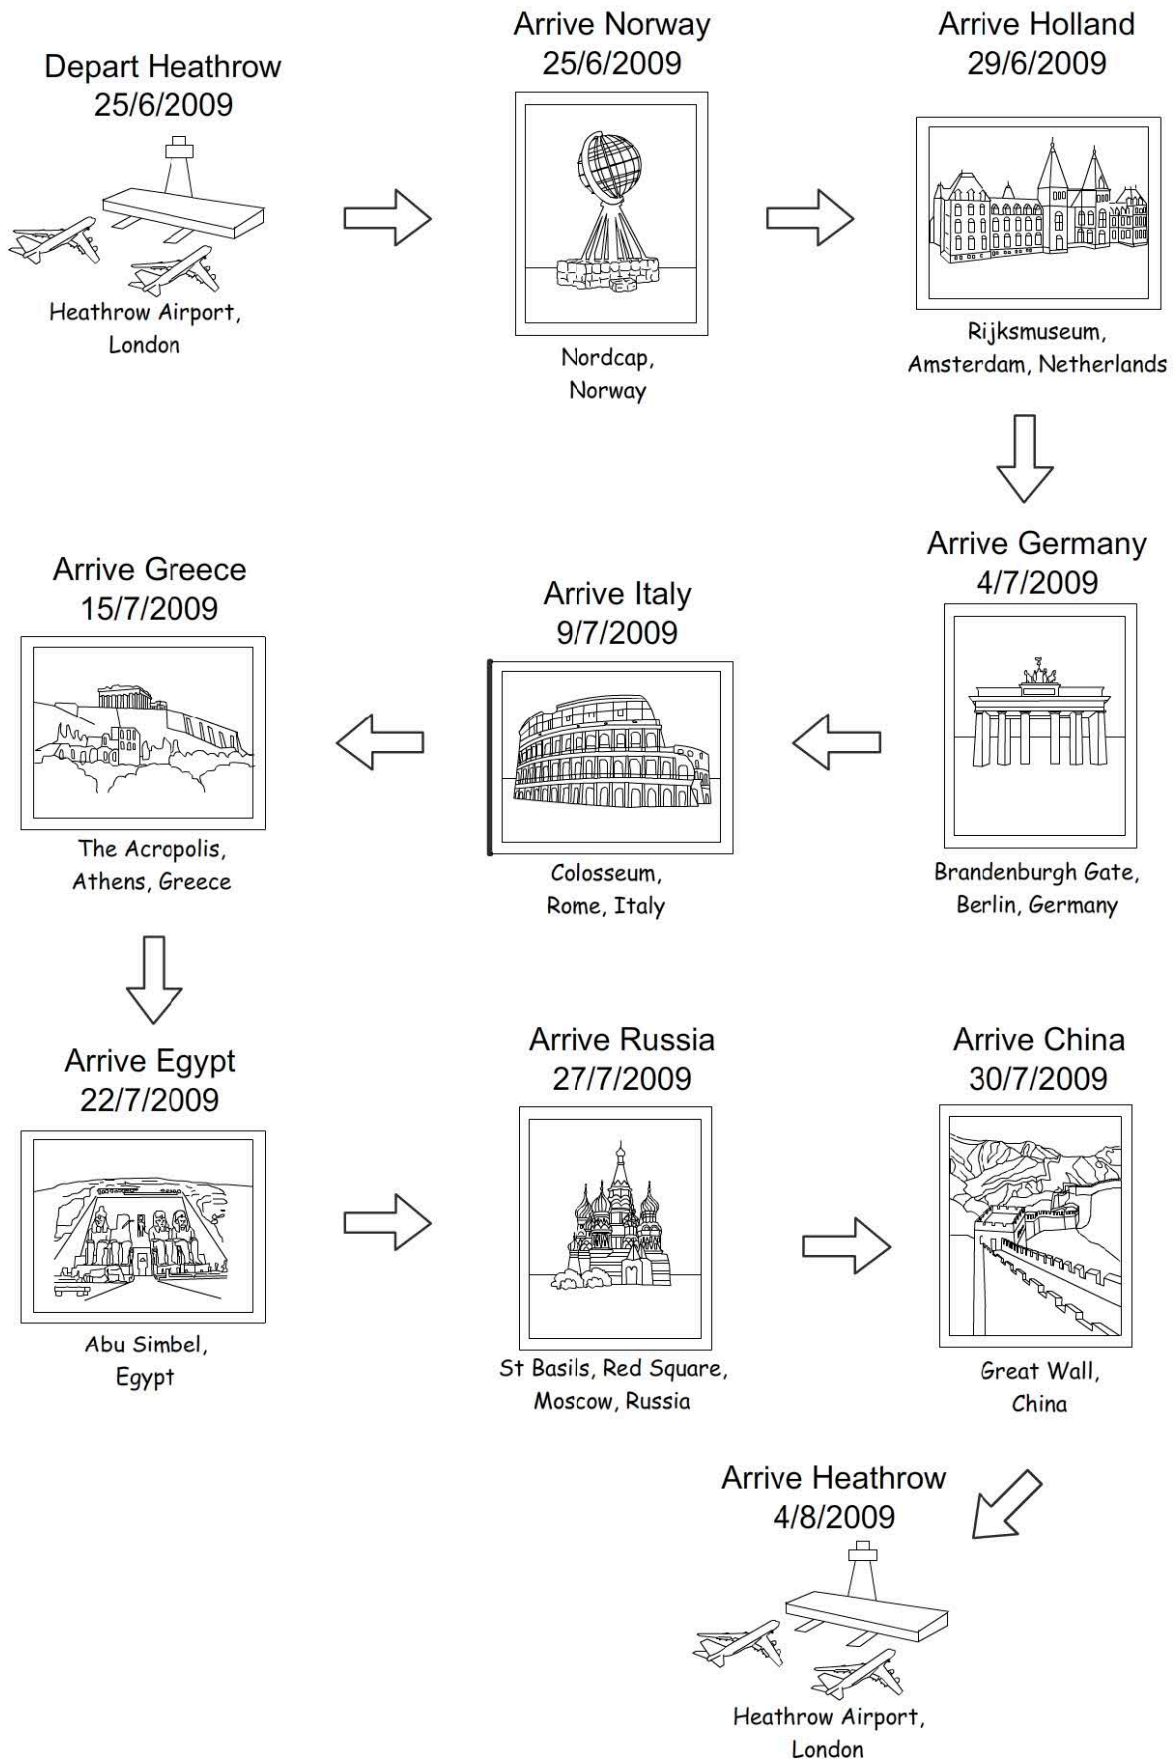 Depart Heathrow
25/6/2009
Heathrow Airport,
London
Arrive Norway
25/6/2009
Nordcap,
Norway
Arrive Holland
29/6/2009
Rijksmuseum,
Amsterdam, Netherlands
Arrive Germany
4/7/2009
Brandenburgh Gate,
Berlin, Germany
Arrive Italy
9/7/2009
Colosseum,
Rome, Italy
Arrive Greece
15/7/2009
The Acropolis,
Athens, Greece
Arrive Egypt
22/7/2009
Abu Simbel,
Egypt
Arrive Russia
27/7/2009
St Basils, Red Square,
Moscow, Russia
Arrive China
30/7/2009
Great Wall,
China
Arrive Heathrow
4/8/2009
Heathrow Airport,
London